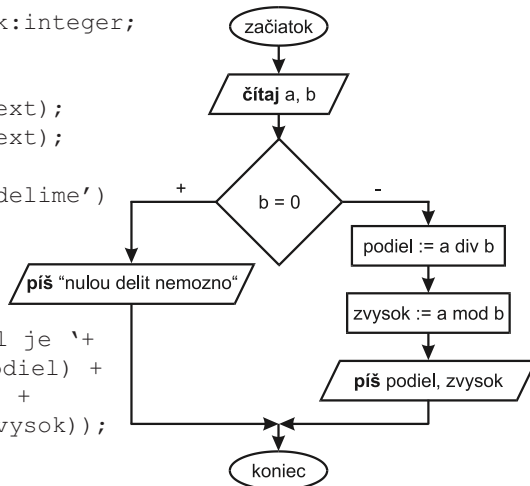 k:integer;
ext);
ext);
delime')
l je ‘+
odiel) +
+
vysok));
začiatok
čítaj a, b
b = 0
+
-
píš “nulou delit nemozno“
podiel := a div b
zvysok := a mod b
píš podiel, zvysok
koniec